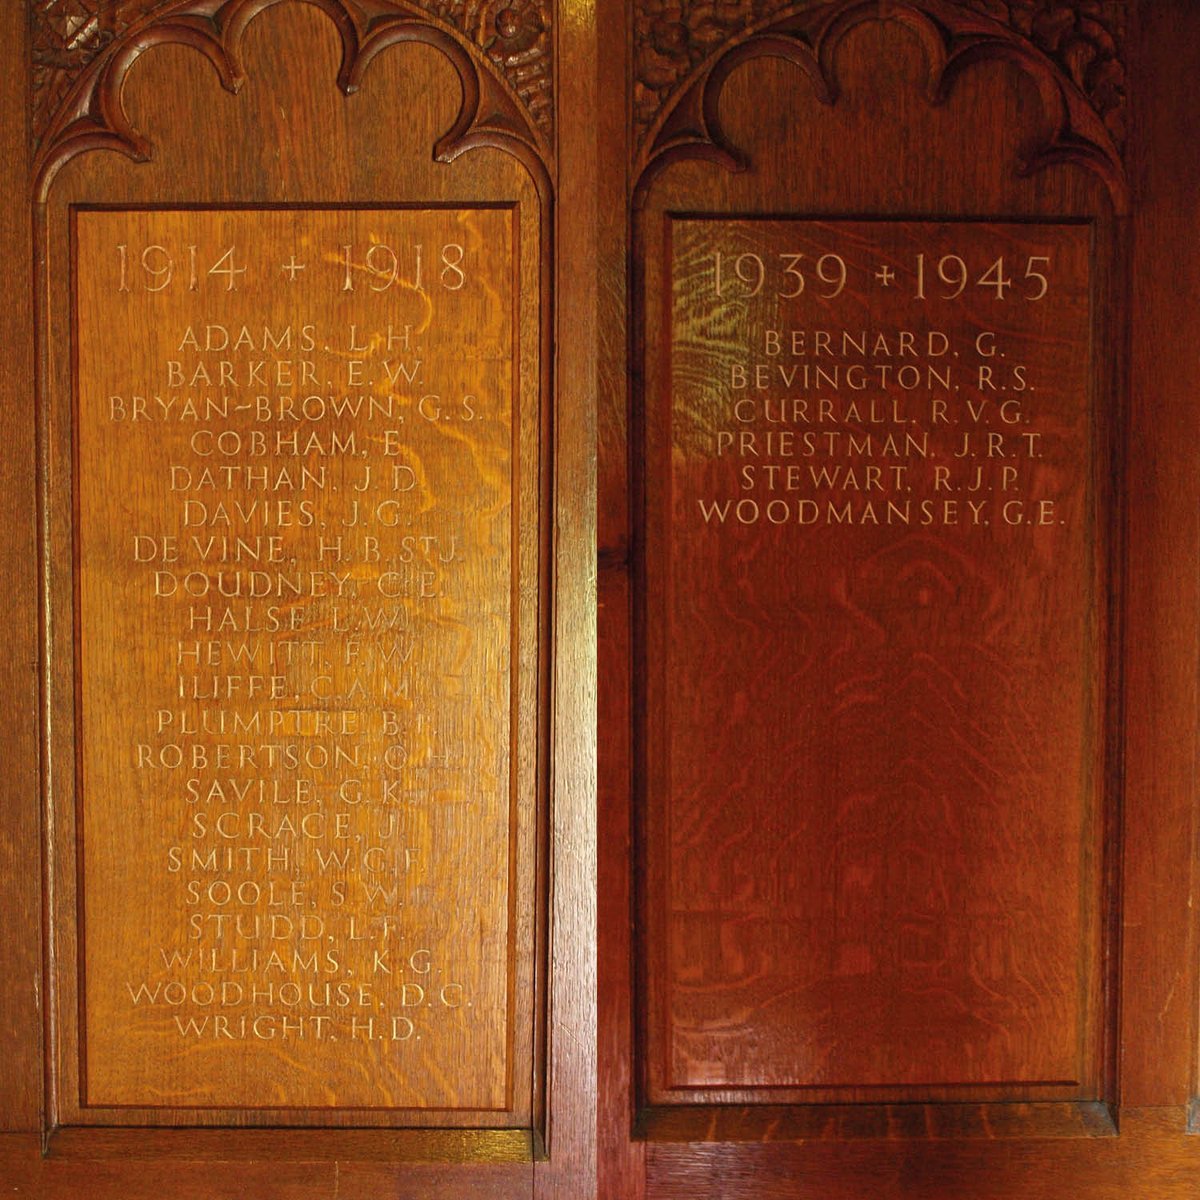 1914 + 1918
ADAMS, L.H.
BARKER, E.W.
BRYAN~BROWN, G.S.
COBHAM, E.
DATHAN, J.D.
DAVIES, J.G.
DE VINE, H.B.STJ.
DOUDNEY, C.E.
HALSE, L.W.
HEWITT, F.W.
ILIFFE, C.A.M.
PLUMPTRE, B.P.
ROBERTSON, O.H.
SAVILE, G.K.
SCRACE, J.
SMITH, W.G.F.
SOOLE, S.W.
STUDD, L.F.
WILLIAMS, K.G.
WOODHOUSE, D.C.
WRIGHT, H.D.
1939 + 1945
BERNARD, G.
BEVINGTON, R.S.
CURRALL, R.V.G.
PRIESTMAN, J.R.T.
STEWART, R.J.P.
WOODMANSEY, G.E.